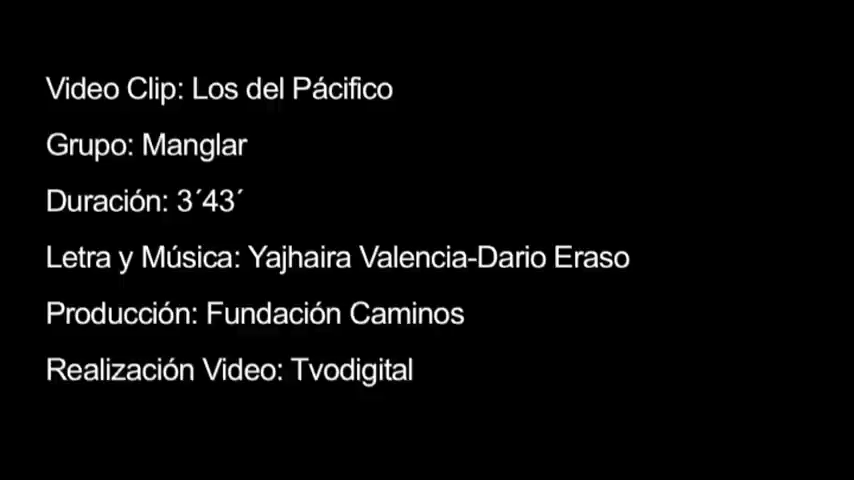 Video Clip: Los del Pácifico
Grupo: Manglar
Duración: 3´43´
Letra y Música: Yajhaira Valencia-Dario Eraso
Producción: Fundación Caminos
Realización Video: Tvodigital